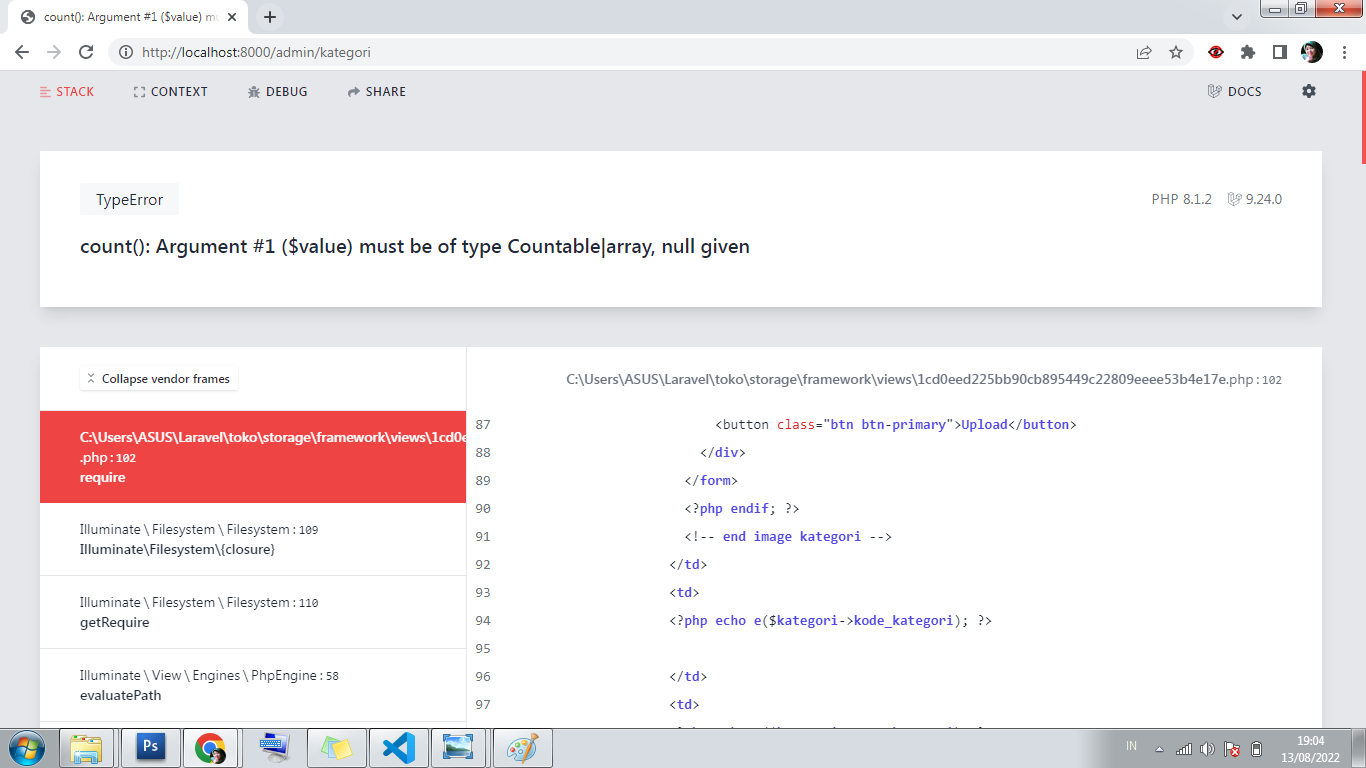 count(): Argument #1 ($value) mu
http://localhost:8000/admin/kategori
STACK CONTEXT DEBUG SHARE DOCS
TypeError
PHP 8.1.2 9.24.0
count(): Argument #1 ($value) must be of type Countable|array, null given
Collapse vendor frames
C:\Users\ASUS\Laravel\toko\storage\framework\views\1cd0e
.php:102
require
Illuminate \ Filesystem \ Filesystem:109
Illuminate\Filesystem\{closure}
Illuminate \ Filesystem \ Filesystem:110
getRequire
Illuminate \ View \ Engines \ PhpEngine:58
evaluatePath
C:\Users\ASUS\Laravel\toko\storage\framework\views\1cd0eed225bb90cb895449c22809eeee53b4e17e.php:102
87 <button class="btn btn-primary">Upload</button>
88 </div>
89 </form>
90 <?php endif; ?>
91 <!-- end image kategori -->
92 </td>
93 <td>
94 <?php echo e($kategori->kode_kategori); ?>
95
96 </td>
97 <td>
Ps
IN
19:04
13/08/2022